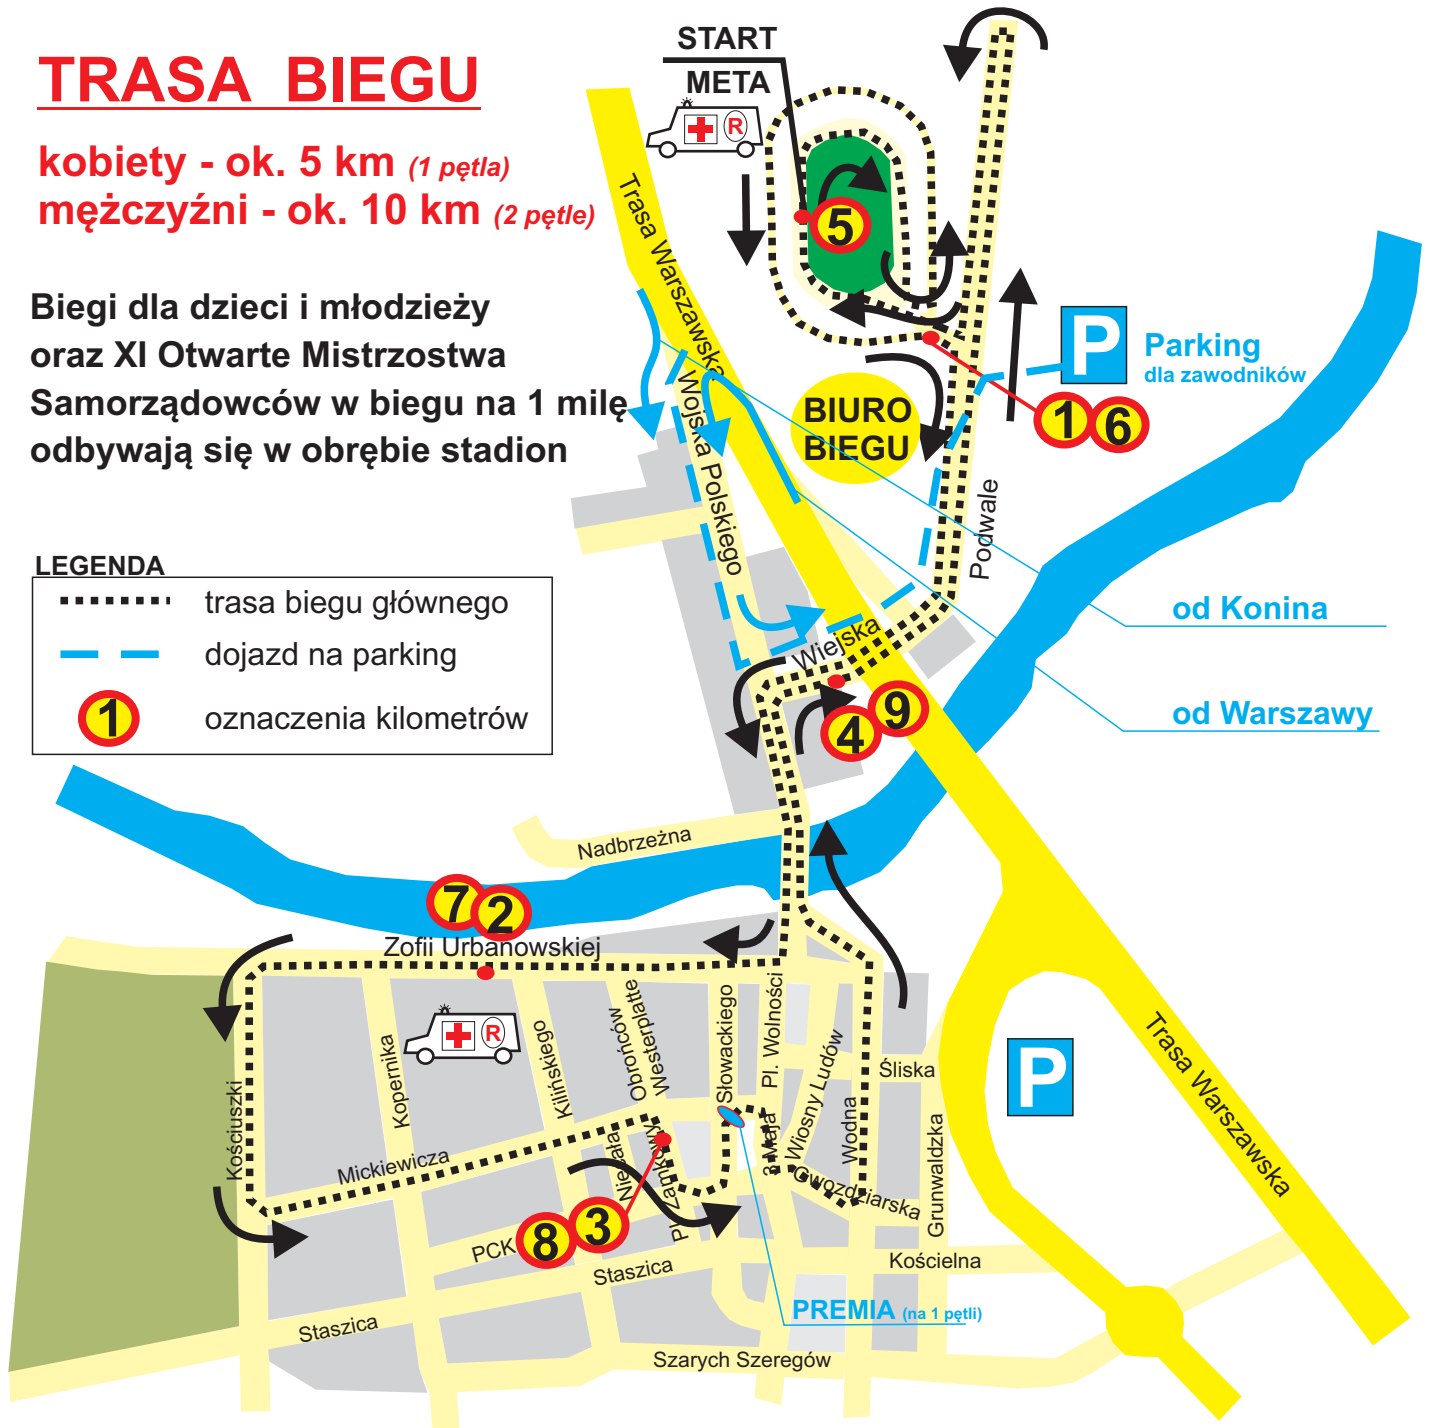 TRASA BIEGU
kobiety - ok. 5 km (1 pętla)
mężczyźni - ok. 10 km (2 pętle)
Biegi dla dzieci i młodzieży
oraz XI Otwarte Mistrzostwa
Samorządowców w biegu na 1 milę
odbywają się w obrębie stadion
LEGENDA
trasa biegu głównego
dojazd na parking
1
oznaczenia kilometrów
START
META
R
5
Trasa Warszawska
Wojska Polskiego
BIURO
BIEGU
P
Parking
dla zawodników
1
6
Podwale
od Konina
od Warszawy
Wiejska
4
9
Nadbrzeżna
7
2
Zofii Urbanowskiej
R
Kościuszki
Kopernika
Kilińskiego
Obrońców
Westerplatte
Słowackiego
Pl. Wolności
Wiosny Ludów
Śliska
Wodna
Grunwaldzka
P
Trasa Warszawska
Mickiewicza
Niecała
Pl. Zamkowy
3 Maja
Gwoździarska
PCK
8
3
Staszica
Kościelna
Staszica
PREMIA (na 1 pętli)
Szarych Szeregów